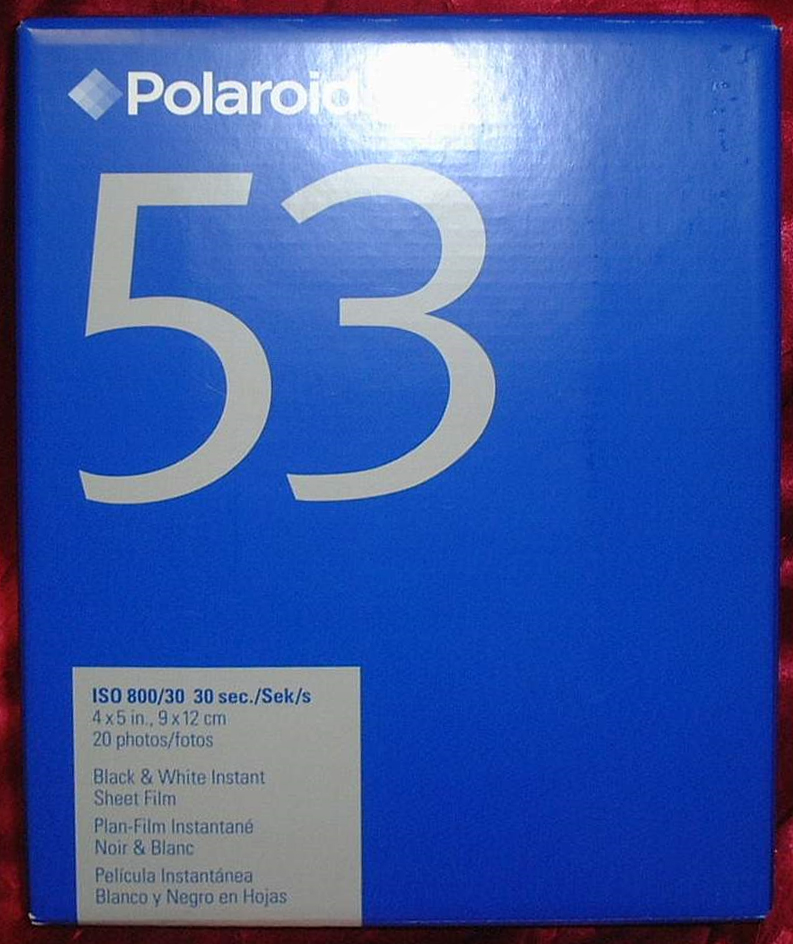 Polaroid
53
ISO 800/30 30 sec./Sek/s
4 x 5 in., 9 x 12 cm
20 photos/fotos
Black & White Instant
Sheet Film
Plan-Film Instantané
Noir & Blanc
Película Instantánea
Blanco y Negro en Hojas